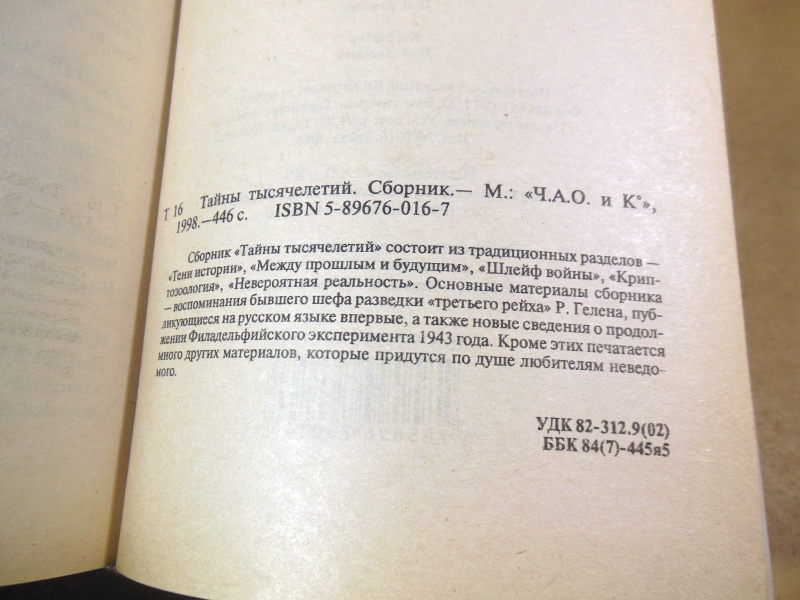 Т 16 Тайны тысячелетий. Сборник.— М.: «Ч.А.О. и К°»,
1998.—446 с. ISBN 5-89676-016-7
Сборник «Тайны тысячелетий» состоит из традиционных разделов —
«Тени истории», «Между прошлым и будущим», «Шлейф войны», «Крип-
тозоология», «Невероятная реальность». Основные материалы сборника
— воспоминания бывшего шефа разведки «третьего рейха» Р. Гелена, пуб-
ликующиеся на русском языке впервые, а также новые сведения о продол-
жении Филадельфийского эксперимента 1943 года. Кроме этих печатается
много других материалов, которые придутся по душе любителям неведо-
мого.
УДК 82-312.9(02)
ББК 84(7)-445я5